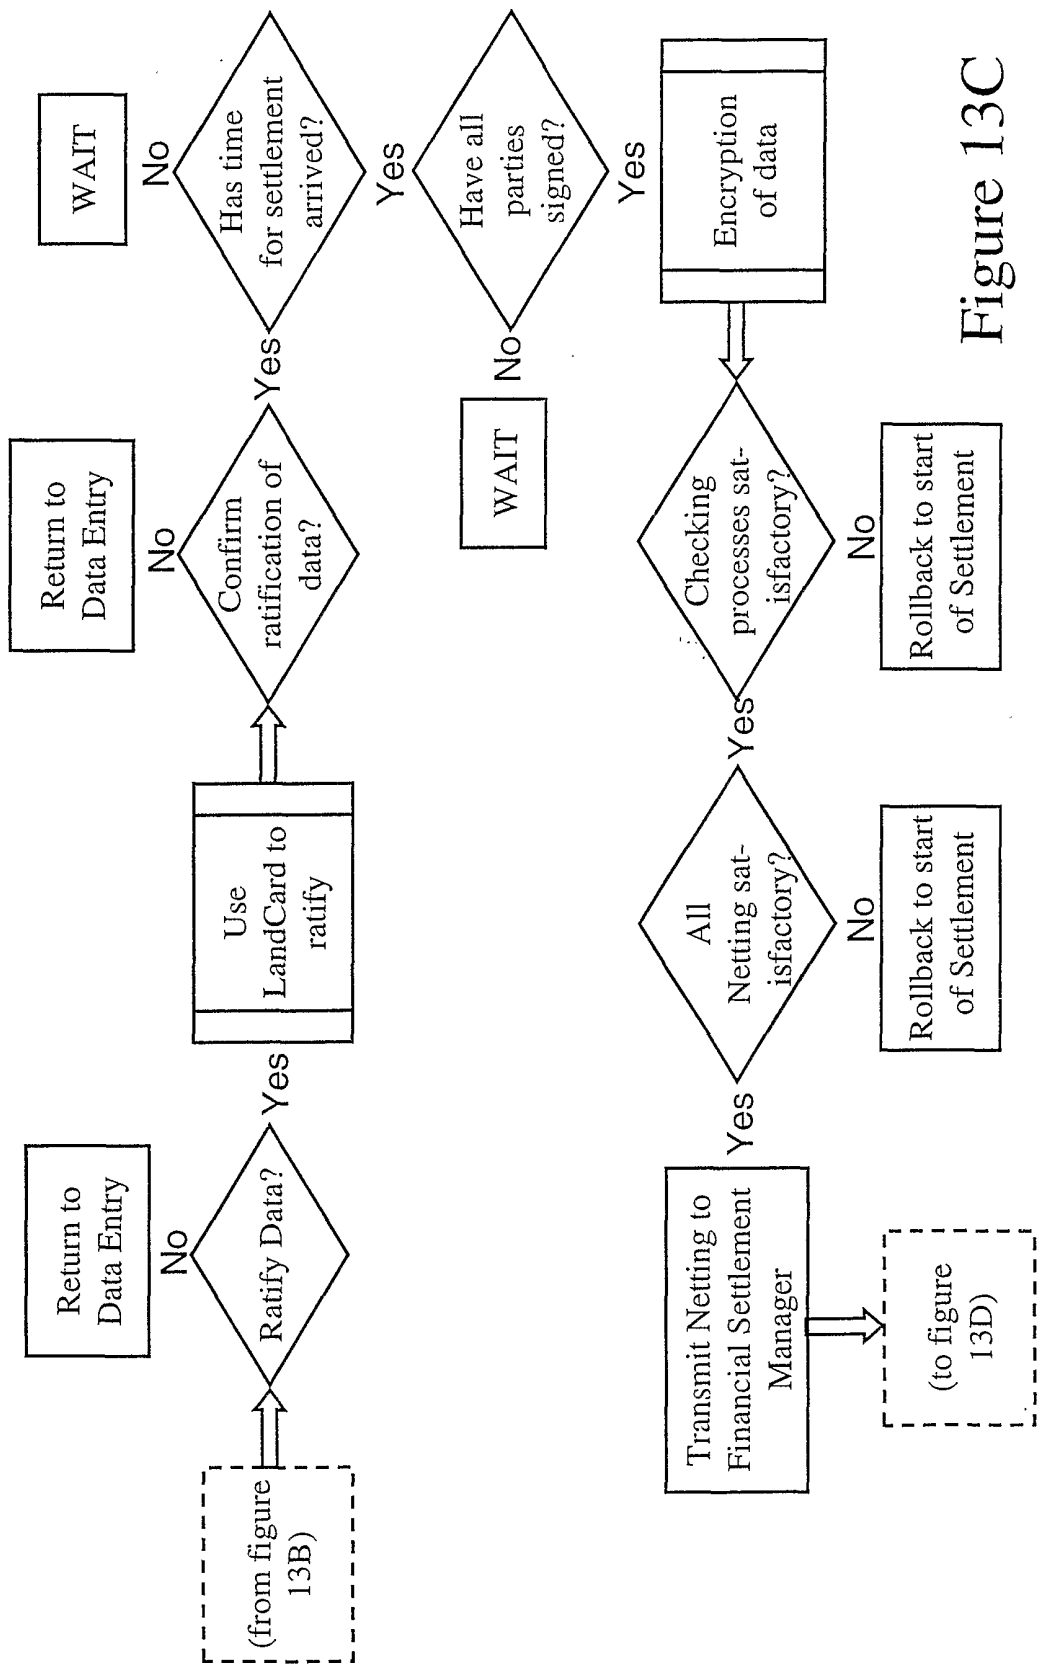 (from figure
13B)
Return to
Data Entry
No
Ratify Data?
Yes
Use
LandCard to
ratify
Return to
Data Entry
No
Confirm
ratification of
data?
Yes
WAIT
No
Has time
for settlement
arrived?
Yes
Have all
parties
signed?
No
WAIT
Yes
Encryption
of data
Checking
processes sat-
isfactory?
No
Rollback to start
of Settlement
Yes
All
Netting sat-
isfactory?
No
Rollback to start
of Settlement
Yes
Transmit Netting to
Financial Settlement
Manager
(to figure
13D)
Figure 13C